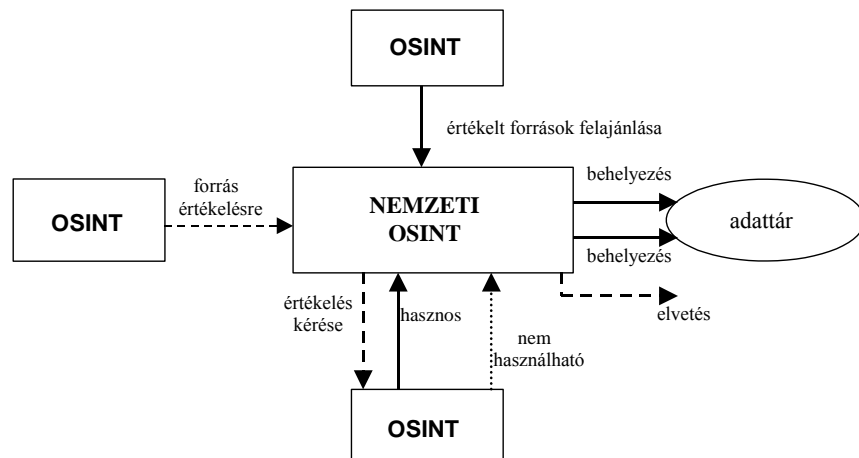 OSINT
értékelt források felajánlása
forrás
értékelésre
OSINT
NEMZETI
OSINT
behelyezés
behelyezés
adattár
értékelés
kérése
hasznos
nem
használható
elvetés
OSINT